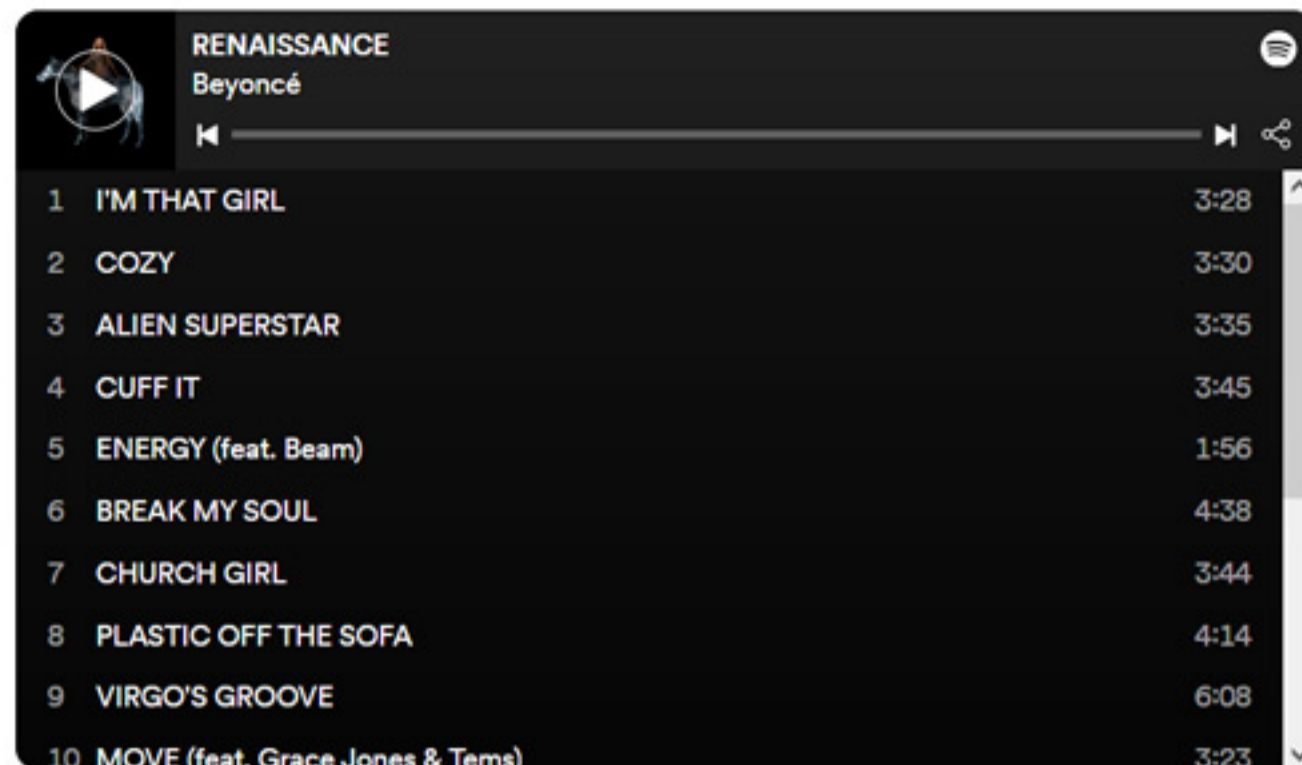 RENAISSANCE
Beyoncé
1 I'M THAT GIRL 3:28
2 COZY 3:30
3 ALIEN SUPERSTAR 3:35
4 CUFF IT 3:45
5 ENERGY (feat. Beam) 1:56
6 BREAK MY SOUL 4:38
7 CHURCH GIRL 3:44
8 PLASTIC OFF THE SOFA 4:14
9 VIRGO'S GROOVE 6:08
10 MOVE (feat. Grace Jones & Tems) 3:23